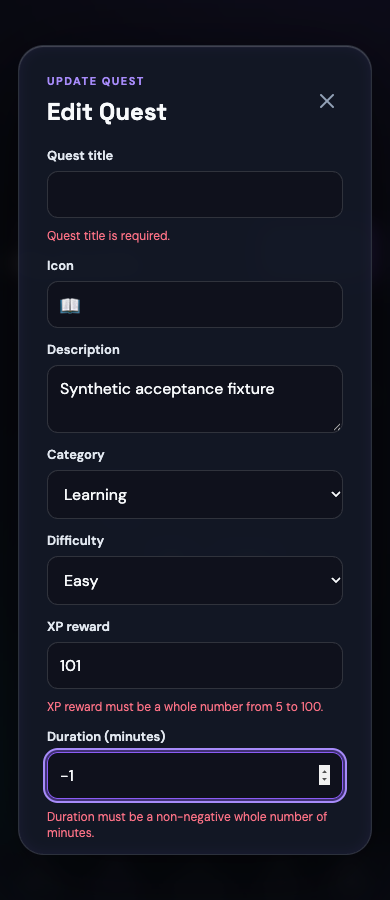 UPDATE QUEST
Edit Quest
Quest title
Quest title is required.
Icon
Description
Synthetic acceptance fixture
Category
Learning
Difficulty
Easy
XP reward
101
XP reward must be a whole number from 5 to 100.
Duration (minutes)
-1
Duration must be a non-negative whole number of
minutes.